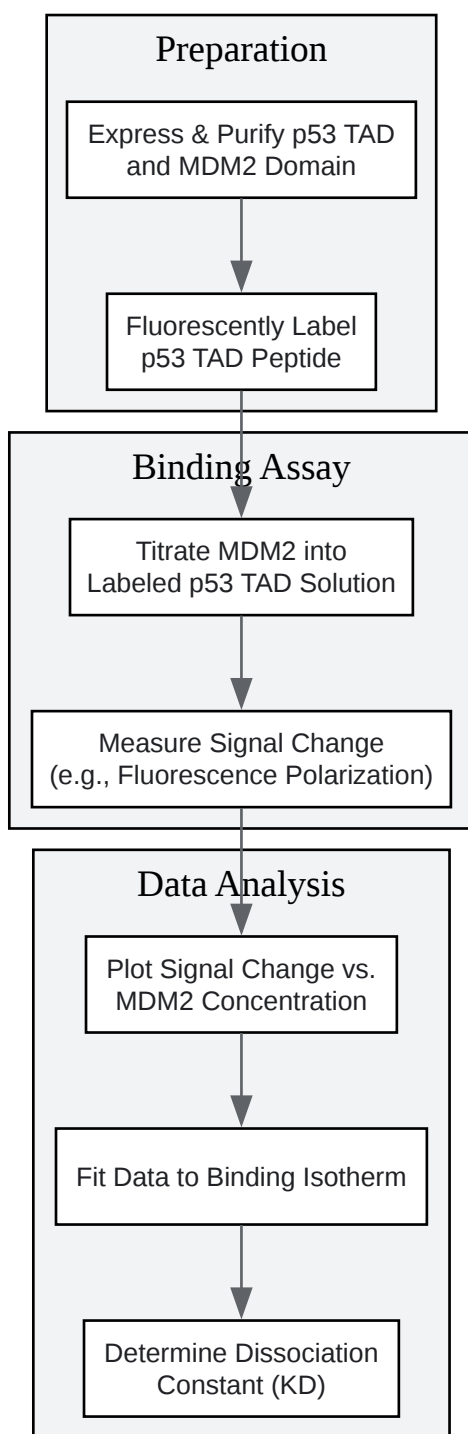 Preparation
Express & Purify p53 TAD
and MDM2 Domain
Fluorescently Label
p53 TAD Peptide
Binding Assay
Titrate MDM2 into
Labeled p53 TAD Solution
Measure Signal Change
(e.g., Fluorescence Polarization)
Data Analysis
Plot Signal Change vs.
MDM2 Concentration
Fit Data to Binding Isotherm
Determine Dissociation
Constant (KD)